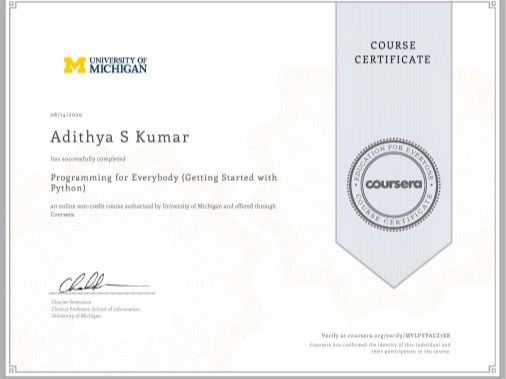 COURSE
CERTIFICATE
UNIVERSITY OF
MICHIGAN
08/14/2020
Adithya S Kumar
has successfully completed
Programming for Everybody (Getting Started with
Python)
an online non-credit course authorized by University of Michigan and offered through
Coursera
EDUCATION FOR EVERYONE
coursera
COURSE CERTIFICATE
Charles Severance
Clinical Professor, School of Information
University of Michigan
Verify at coursera.org/verify/
Coursera has confirmed the identity of this individual and
their participation in the course.